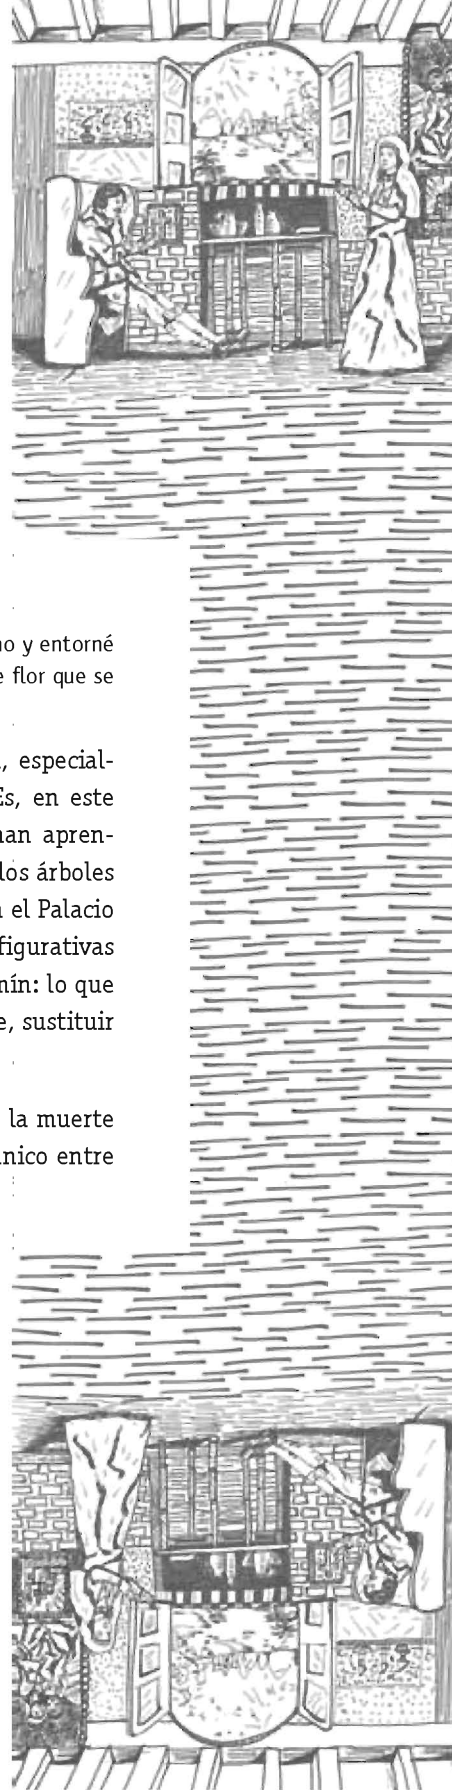 no y entorné
e flor que se
, especial-
Es, en este
han apren-
los árboles
n el Palacio
figurativas
nín: lo que
e, sustituir
la muerte
único entre